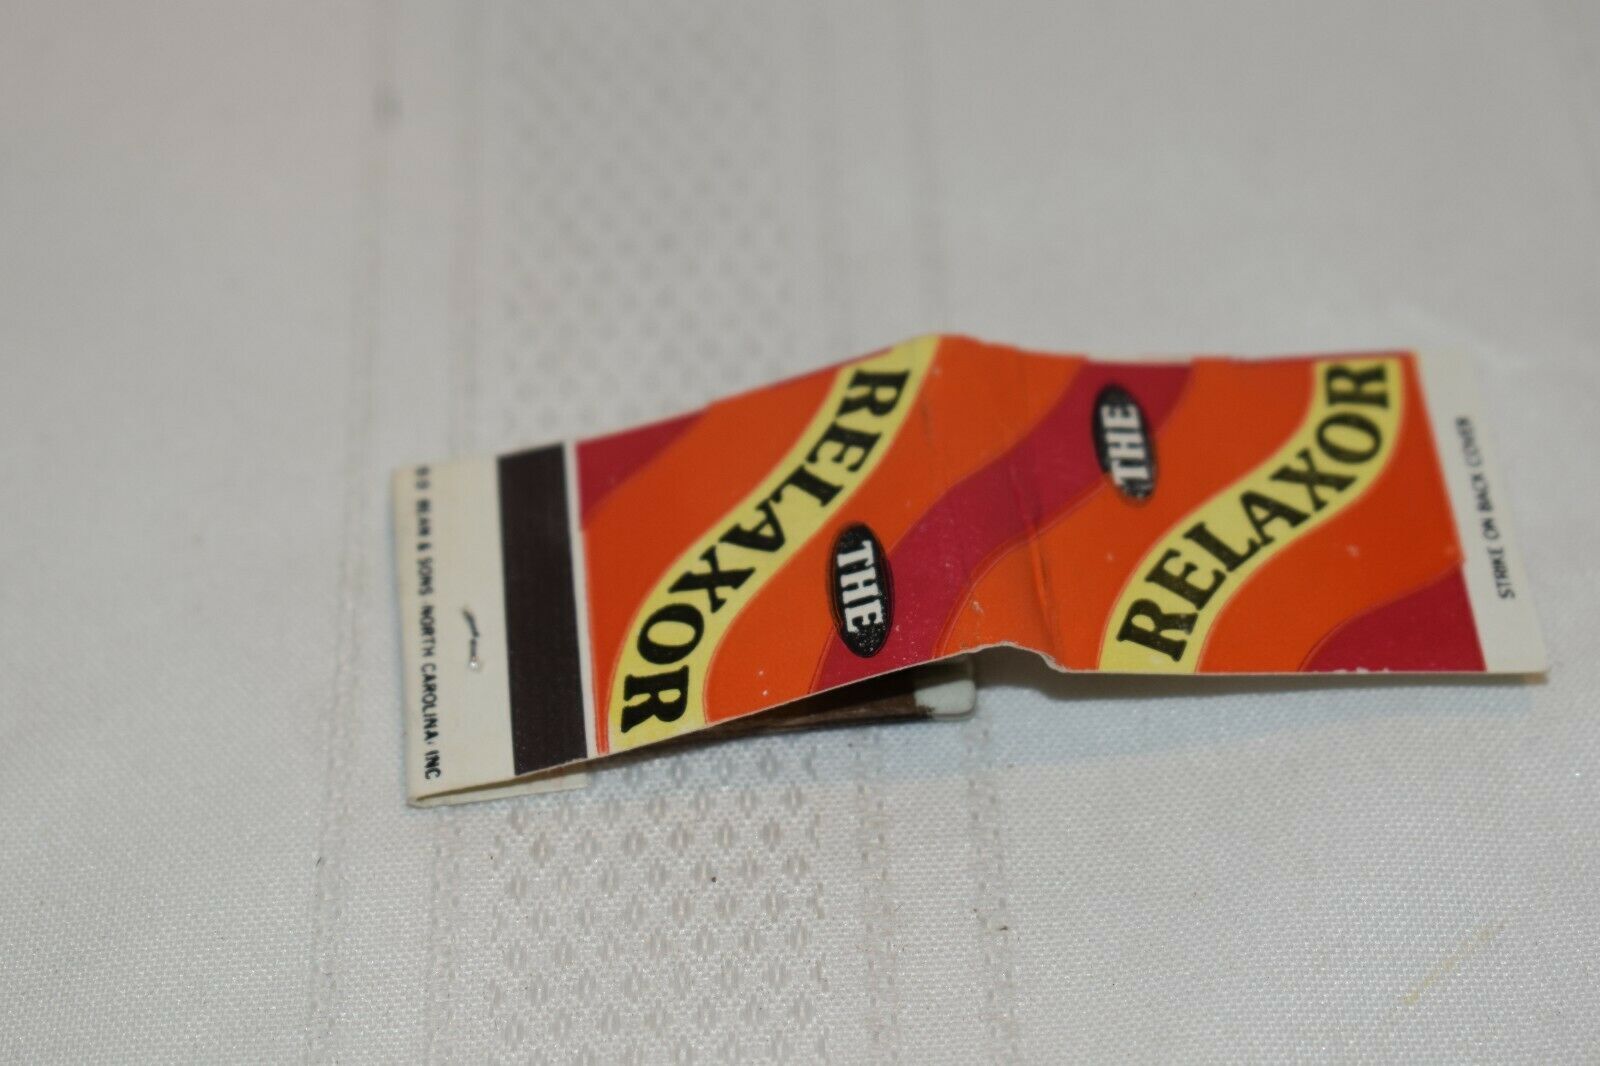 THE
RELAXOR
THE
RELAXOR
STRIKE ON BACK COVER
BEAN & SONS NORTH CAROLINA, INC